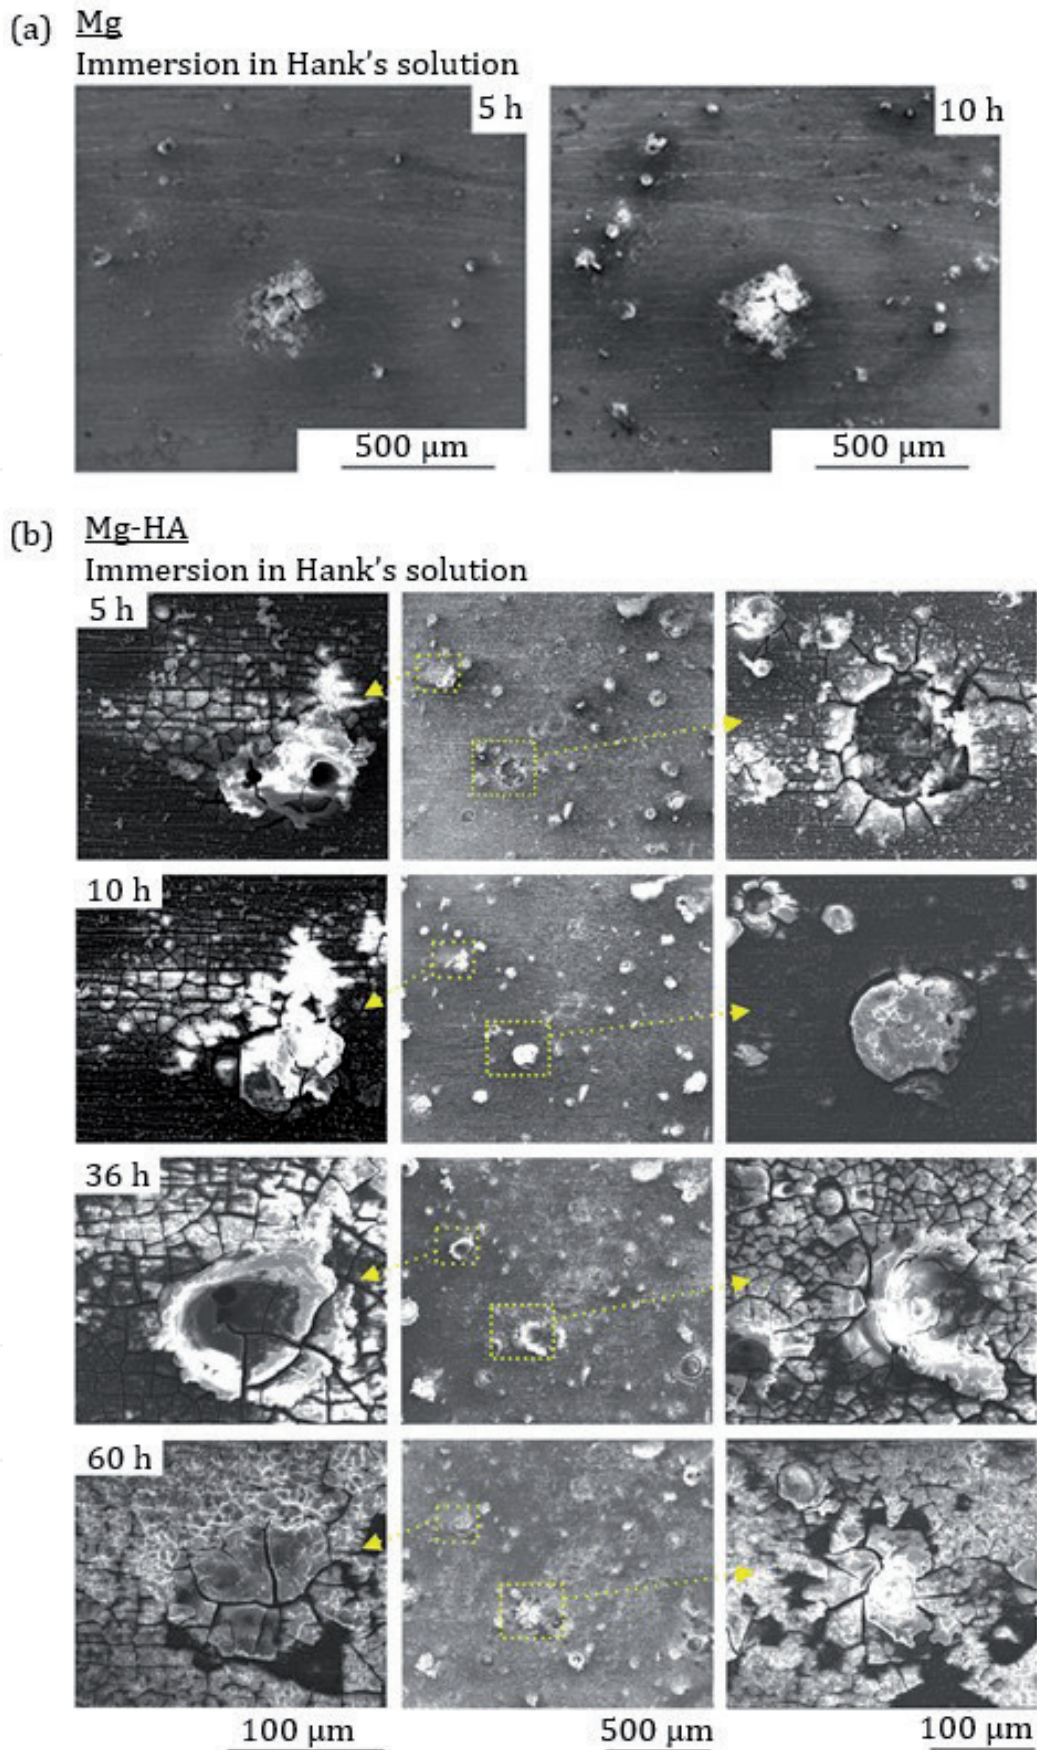 (a) Mg
Immersion in Hank's solution
5 h
10 h
500 μm
500 μm
(b) Mg-HA
Immersion in Hank's solution
5 h
10 h
36 h
60 h
100 μm
500 μm
100 μm